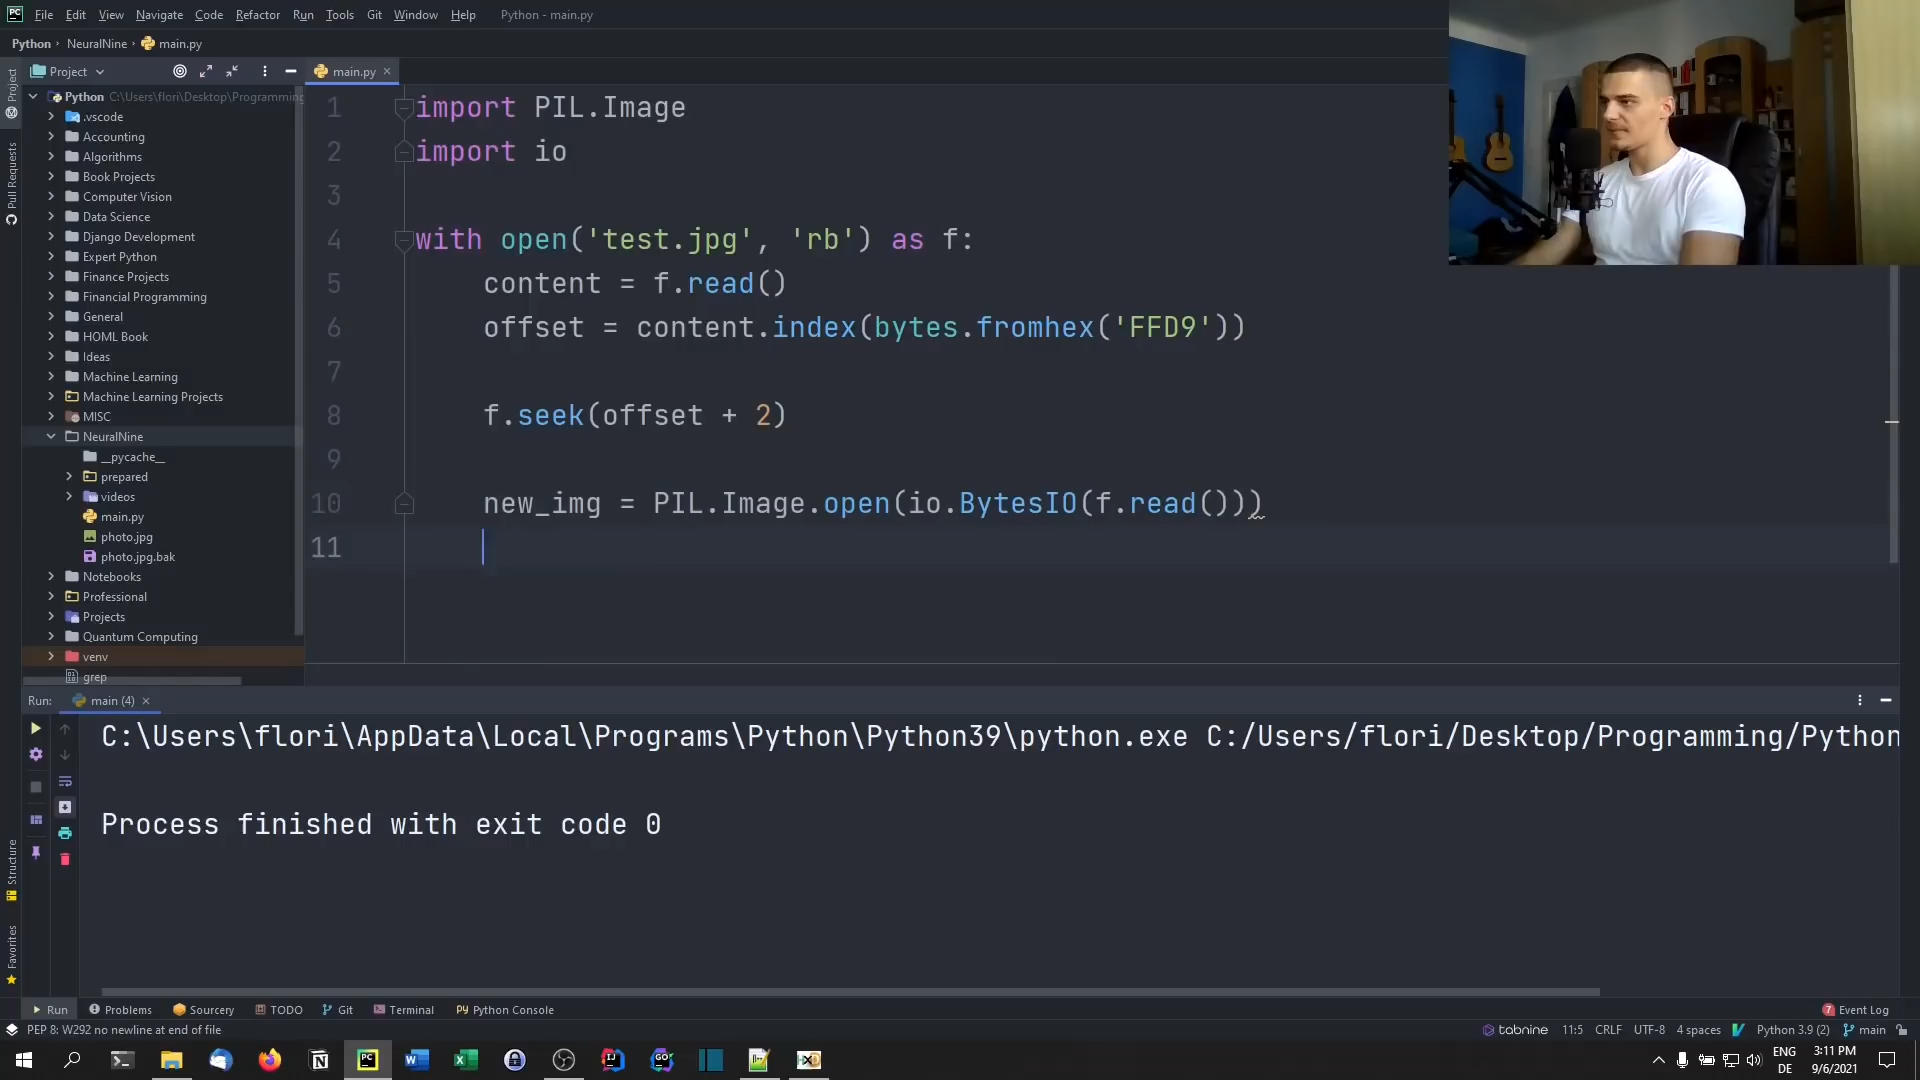 File Edit View Navigate Code Refactor Run Tools Git Window Help Python - main.py
Python NeuralNine main.py
Project
main.py
Project
Pull Requests
Structure
Favorites
Python C:\Users\flori\Desktop\Programming
.vscode
Accounting
Algorithms
Book Projects
Computer Vision
Data Science
Django Development
Expert Python
Finance Projects
Financial Programming
General
HOML Book
Ideas
Machine Learning
Machine Learning Projects
MISC
NeuralNine
__pycache__
prepared
videos
main.py
photo.jpg
photo.jpg.bak
Notebooks
Professional
Projects
Quantum Computing
venv
grep
1 import PIL.Image
2 import io
3
4 with open('test.jpg', 'rb') as f:
5 content = f.read()
6 offset = content.index(bytes.fromhex('FFD9'))
7
8 f.seek(offset + 2)
9
10 new_img = PIL.Image.open(io.BytesIO(f.read()))
11
Run: main (4)
C:\Users\flori\AppData\Local\Programs\Python\Python39\python.exe C:/Users/flori/Desktop/Programming/Python
Process finished with exit code 0
Run Problems Sourcery TODO Git Terminal Python Console 7 Event Log
PEP 8: W292 no newline at end of file tabnine 11:5 CRLF UTF-8 4 spaces Python 3.9 (2) main
ENG 3:11 PM
DE 9/6/2021